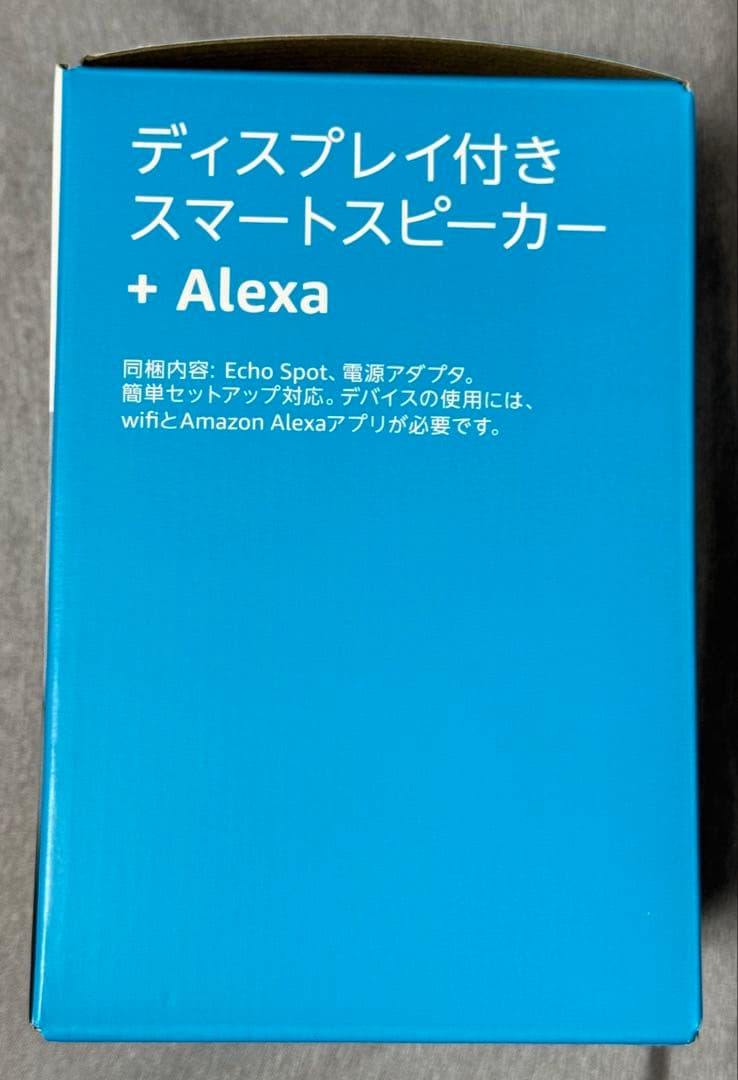 ディスプレイ付き
スマートスピーカー
+ Alexa
同梱内容: Echo Spot、電源アダプタ。
簡単セットアップ対応。デバイスの使用には、
wifiとAmazon Alexaアプリが必要です。